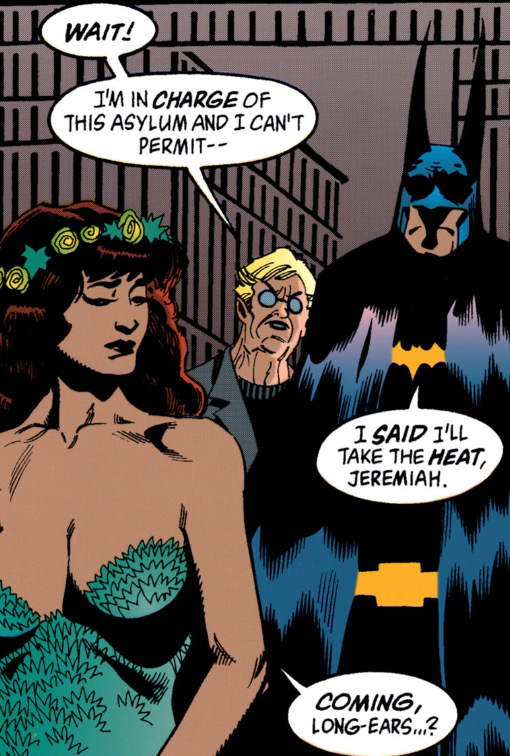 WAIT!
I'M IN CHARGE OF
THIS ASYLUM AND I CAN'T
PERMIT--
I SAID I'LL
TAKE THE HEAT,
JEREMIAH.
COMING,
LONG-EARS...?